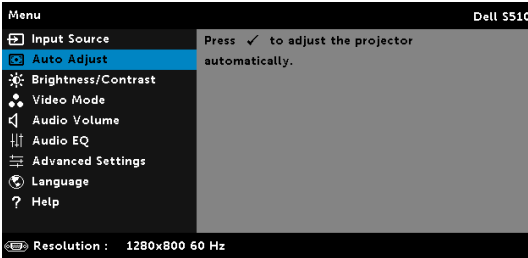 Menu Dell S510
Input Source
Press ✓ to adjust the projector
Auto Adjust
automatically.
Brightness/Contrast
Video Mode
Audio Volume
Audio EQ
Advanced Settings
Language
? Help
Resolution : 1280x800 60 Hz